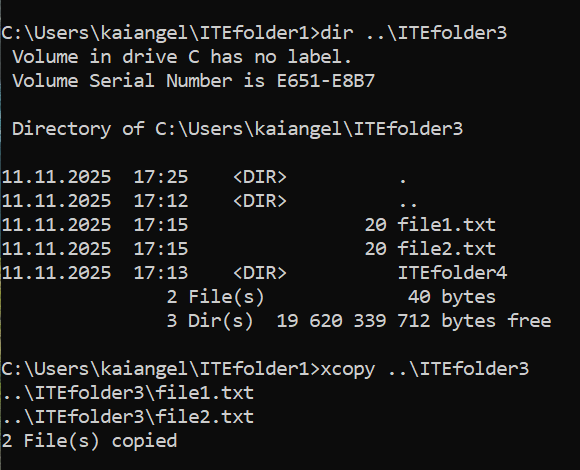 C:\Users\kaiangel\ITEfolder1>dir ..\ITEfolder3
 Volume in drive C has no label.
 Volume Serial Number is E651-E8B7

 Directory of C:\Users\kaiangel\ITEfolder3

11.11.2025  17:25    <DIR>          .
11.11.2025  17:12    <DIR>          ..
11.11.2025  17:15                20 file1.txt
11.11.2025  17:15                20 file2.txt
11.11.2025  17:13    <DIR>          ITEfolder4
               2 File(s)             40 bytes
               3 Dir(s)  19 620 339 712 bytes free

C:\Users\kaiangel\ITEfolder1>xcopy ..\ITEfolder3
..\ITEfolder3\file1.txt
..\ITEfolder3\file2.txt
2 File(s) copied